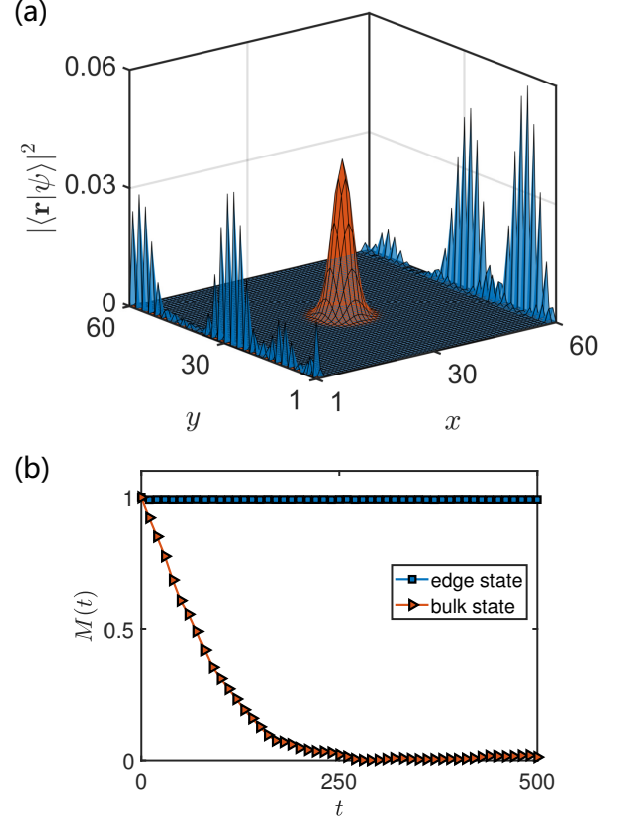 (a)
0.06
0.03
0
|⟨r|ψ⟩|²
60
30
1
y
1
30
60
x
(b)
1
0.5
0
M(t)
edge state
bulk state
0
250
500
t